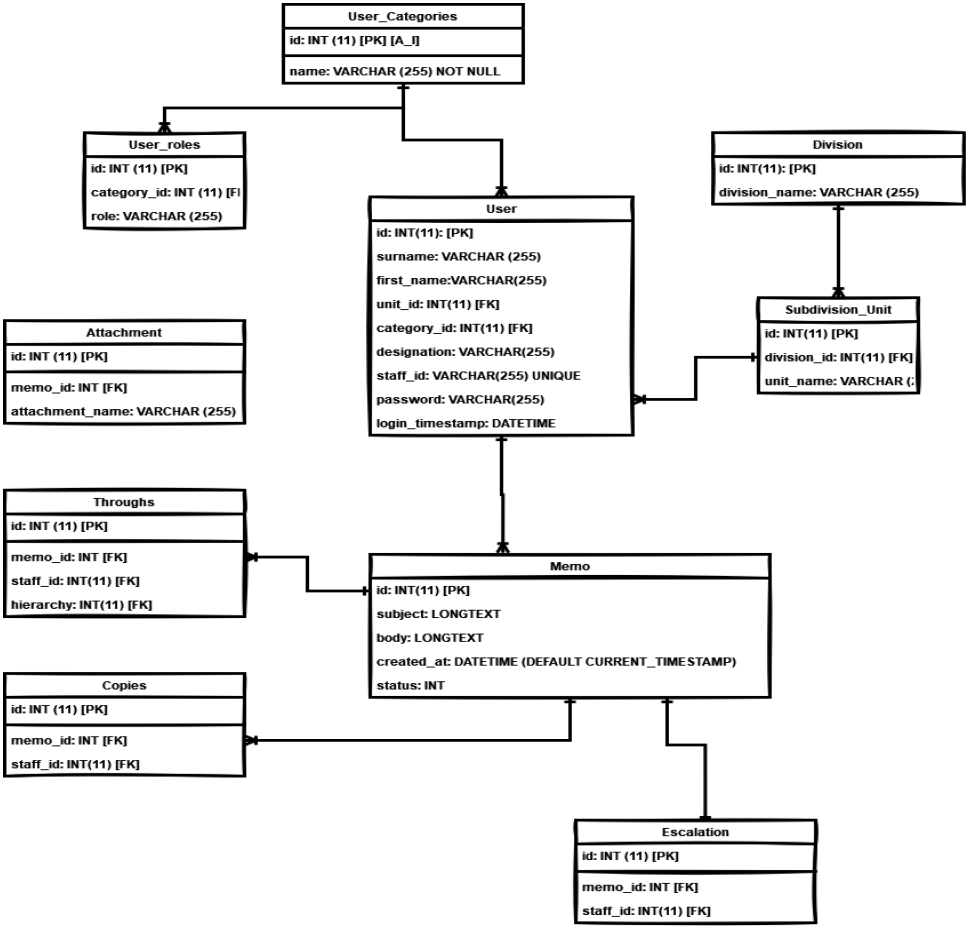 User_Categories
id: INT (11) [PK] [A_I]
name: VARCHAR (255) NOT NULL
User_roles
id: INT (11) [PK]
category_id: INT (11) [F
role: VARCHAR (255)
Division
id: INT(11): [PK]
division_name: VARCHAR (255)
User
id: INT(11): [PK]
surname: VARCHAR (255)
first_name:VARCHAR(255)
unit_id: INT(11) [FK]
category_id: INT(11) [FK]
designation: VARCHAR(255)
staff_id: VARCHAR(255) UNIQUE
password: VARCHAR(255)
login_timestamp: DATETIME
Subdivision_Unit
id: INT(11) [PK]
division_id: INT(11) [FK]
unit_name: VARCHAR (
Attachment
id: INT (11) [PK]
memo_id: INT [FK]
attachment_name: VARCHAR (255)
Throughs
id: INT (11) [PK]
memo_id: INT [FK]
staff_id: INT(11) [FK]
hierarchy: INT(11) [FK]
Memo
id: INT(11) [PK]
subject: LONGTEXT
body: LONGTEXT
created_at: DATETIME (DEFAULT CURRENT_TIMESTAMP)
status: INT
Copies
id: INT (11) [PK]
memo_id: INT [FK]
staff_id: INT(11) [FK]
Escalation
id: INT (11) [PK]
memo_id: INT [FK]
staff_id: INT(11) [FK]